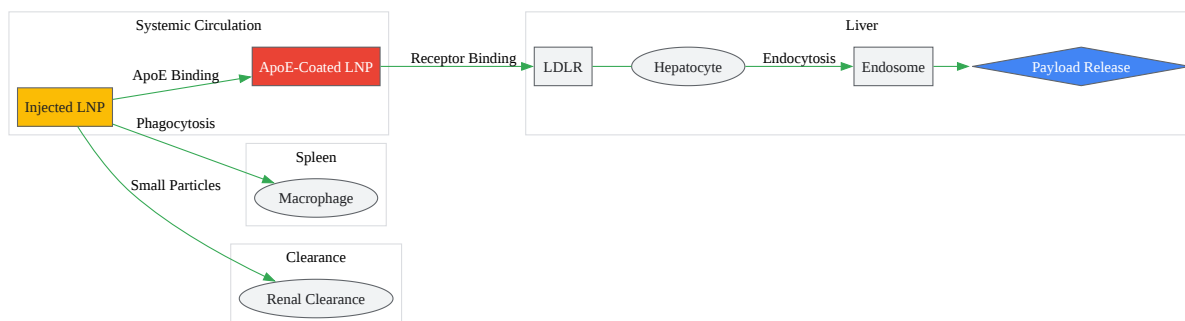 Systemic Circulation
Liver
ApoE Binding
ApoE-Coated LNP
Receptor Binding
LDLR
Hepatocyte
Endocytosis
Endosome
Payload Release
Injected LNP
Phagocytosis
Spleen
Small Particles
Macrophage
Clearance
Renal Clearance